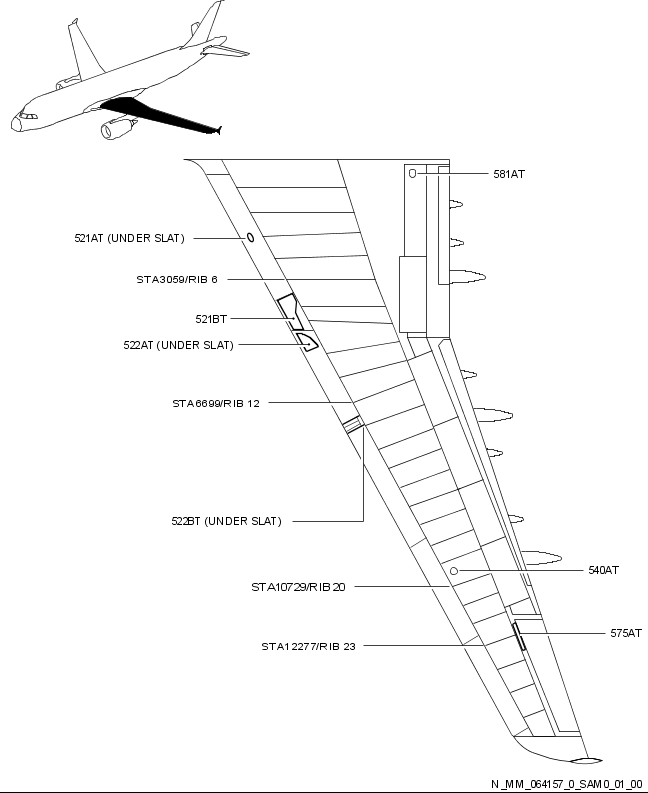 581AT
521AT (UNDER SLAT)
STA3059/RIB 6
521BT
522AT (UNDER SLAT)
STA6699/RIB 12
522BT (UNDER SLAT)
540AT
STA10729/RIB 20
575AT
STA12277/RIB 23
N_MM_064157_0_SAM0_01_00